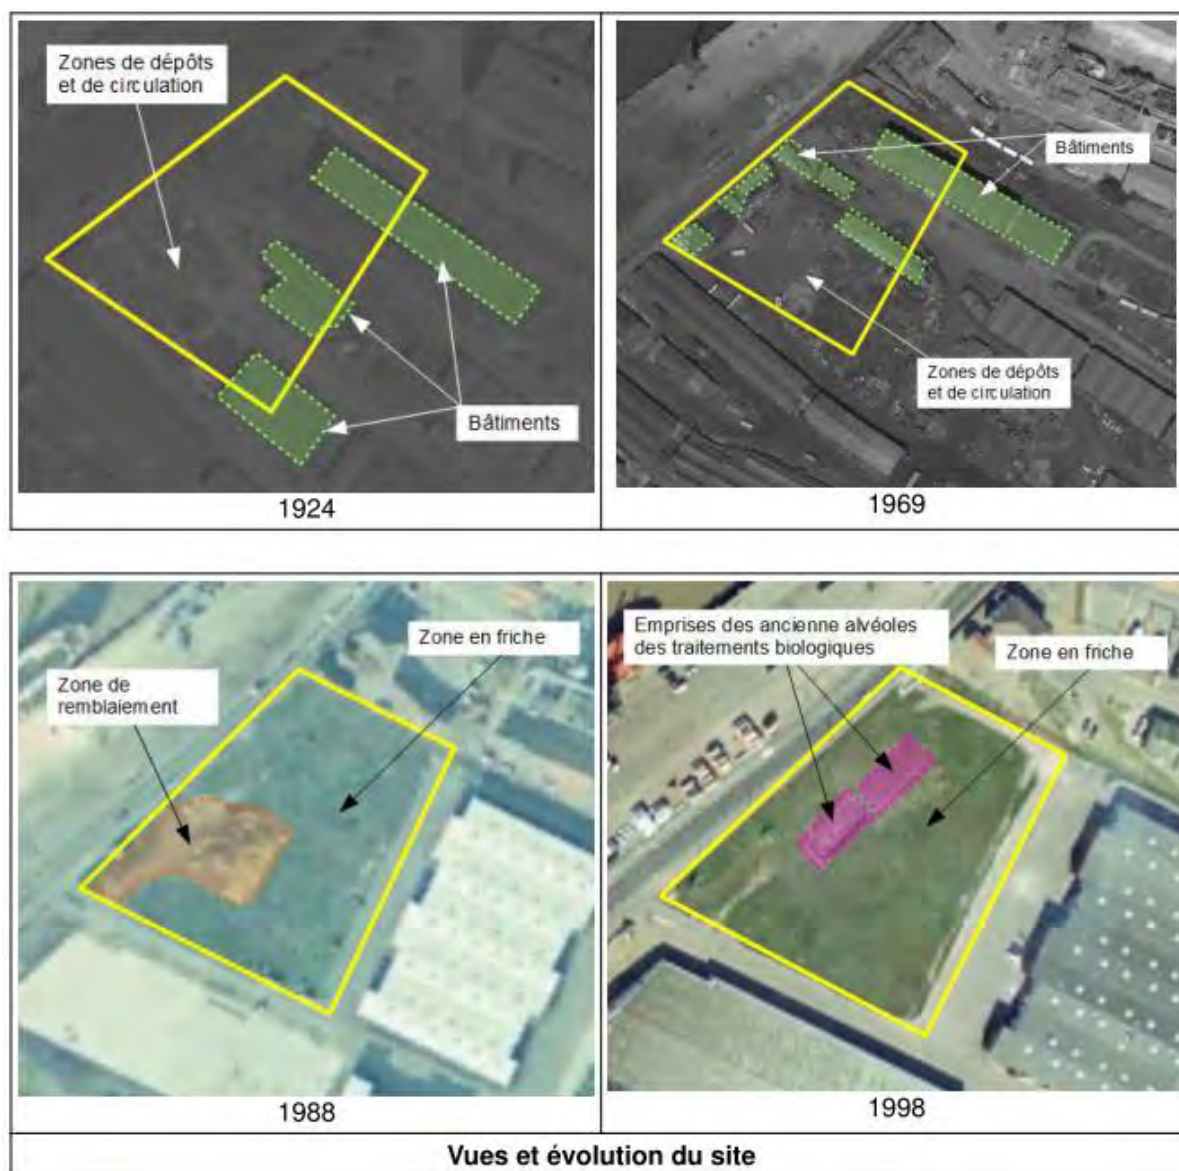 Zones de dépôts
et de circulation
Bâtiments
1924
Bâtiments
Zones de dépôts
et de circulation
1969
Zone en friche
Zone de
remblaiement
1988
Emprises des ancienne alvéoles
des traitements biologiques
Zone en friche
1998
Vues et évolution du site